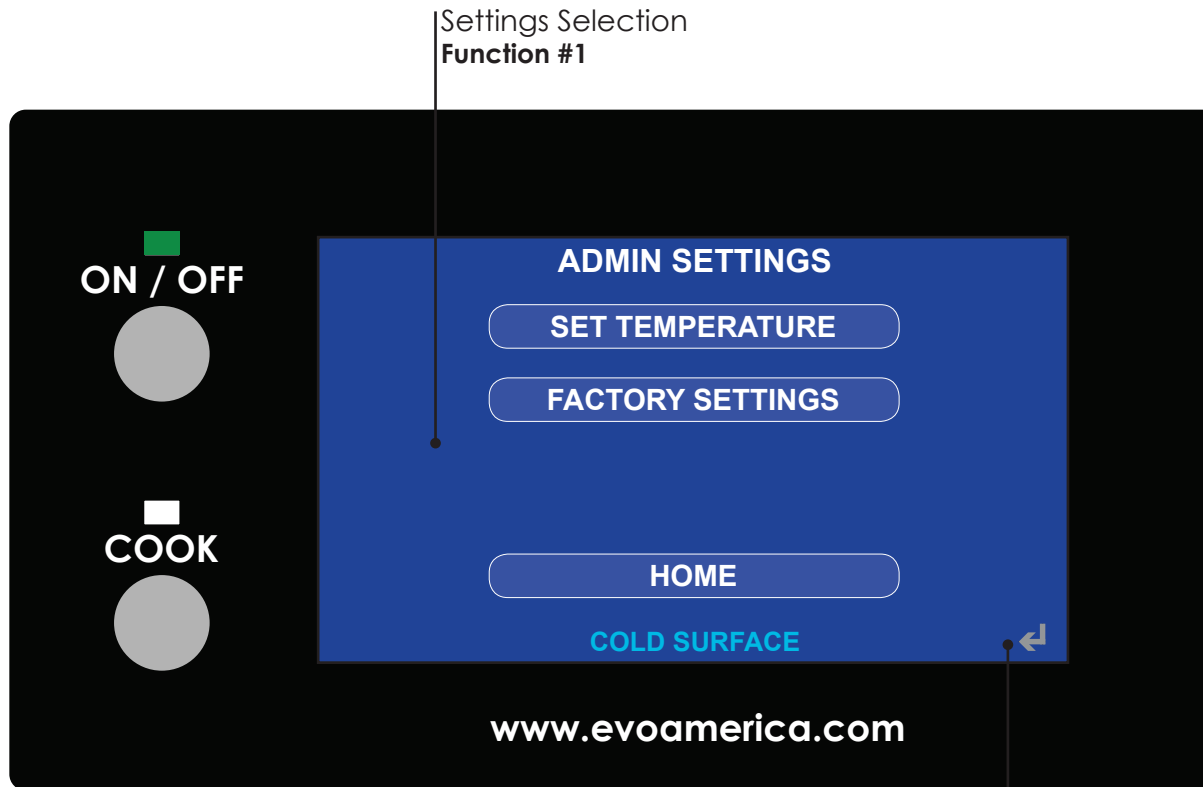 Settings Selection
Function #1
ON / OFF
ADMIN SETTINGS
SET TEMPERATURE
FACTORY SETTINGS
COOK
HOME
COLD SURFACE
www.evoamerica.com